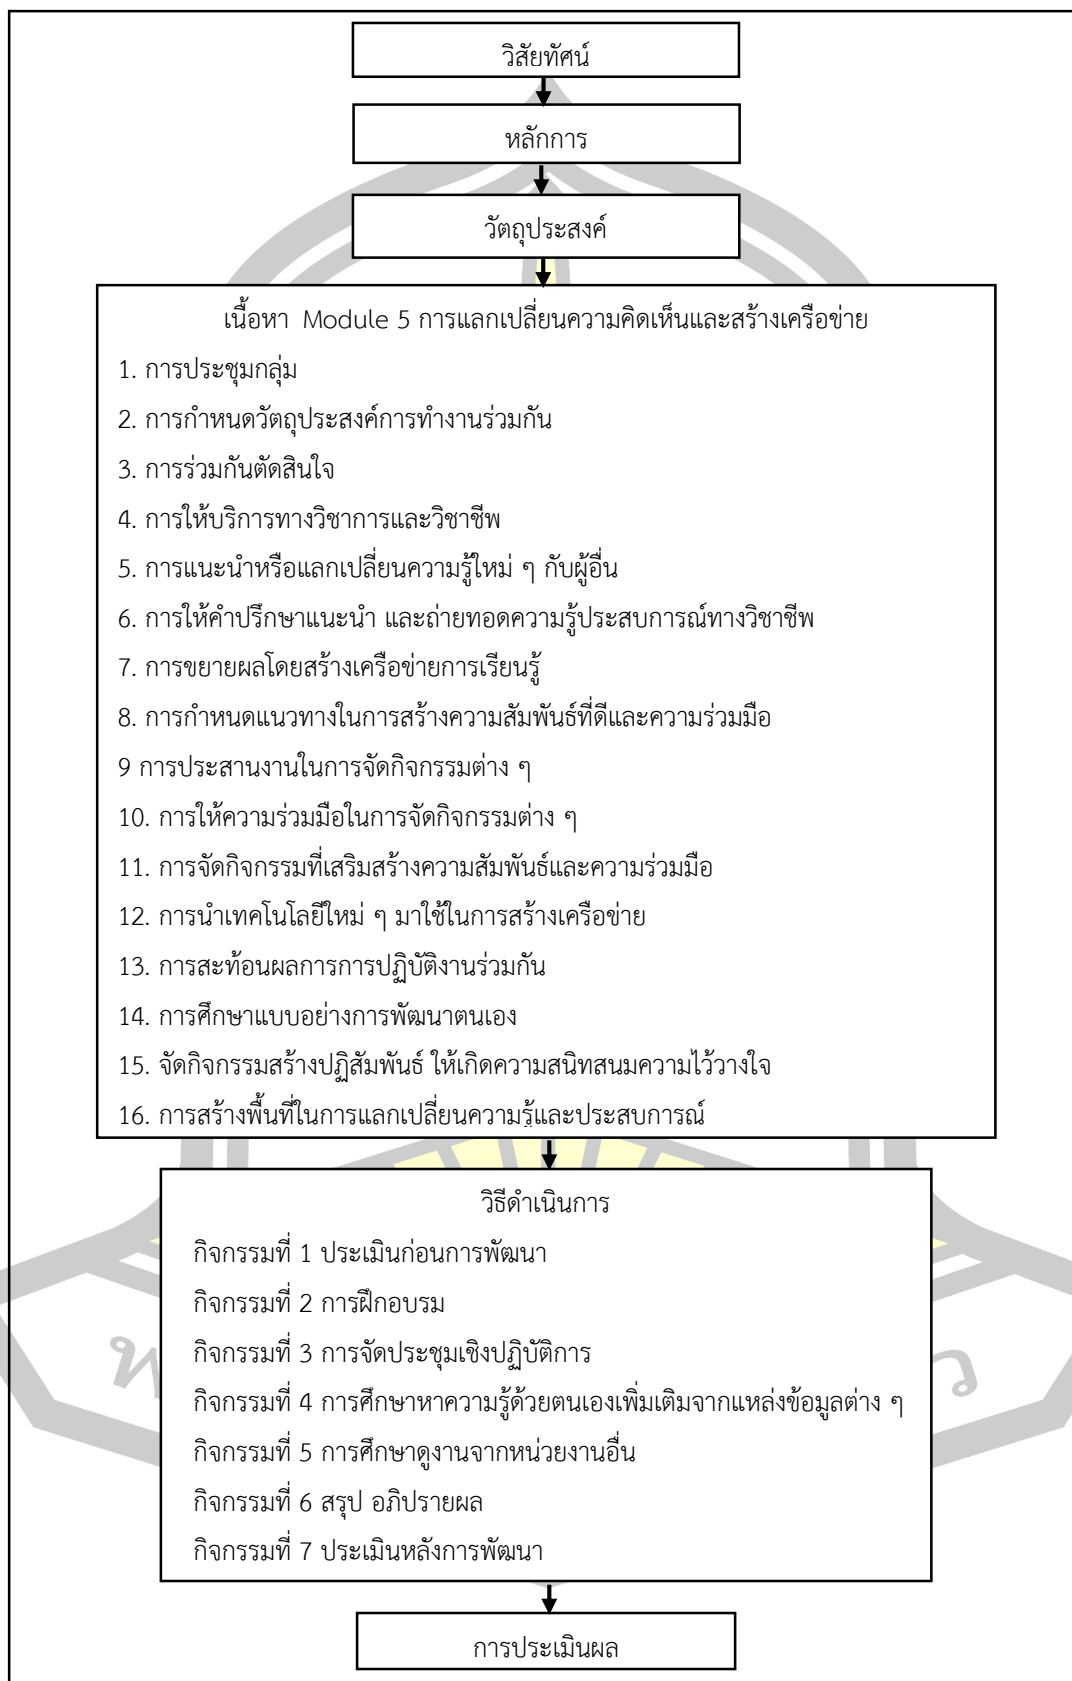 วิสัยทัศน์
หลักการ
วัตถุประสงค์
เนื้อหา Module 5 การแลกเปลี่ยนความคิดเห็นและสร้างเครือข่าย
1. การประชุมกลุ่ม
2. การกำหนดวัตถุประสงค์การทำงานร่วมกัน
3. การร่วมกันตัดสินใจ
4. การให้บริการทางวิชาการและวิชาชีพ
5. การแนะนำหรือแลกเปลี่ยนความรู้ใหม่ ๆ กับผู้อื่น
6. การให้คำปรึกษาแนะนำ และถ่ายทอดความรู้ประสบการณ์ทางวิชาชีพ
7. การขยายผลโดยสร้างเครือข่ายการเรียนรู้
8. การกำหนดแนวทางในการสร้างความสัมพันธ์ที่ดีและความร่วมมือ
9 การประสานงานในการจัดกิจกรรมต่าง ๆ
10. การให้ความร่วมมือในการจัดกิจกรรมต่าง ๆ
11. การจัดกิจกรรมที่เสริมสร้างความสัมพันธ์และความร่วมมือ
12. การนำเทคโนโลยีใหม่ ๆ มาใช้ในการสร้างเครือข่าย
13. การสะท้อนผลการการปฏิบัติงานร่วมกัน
14. การศึกษาแบบอย่างการพัฒนาตนเอง
15. จัดกิจกรรมสร้างปฏิสัมพันธ์ ให้เกิดความสนิทสนมความไว้วางใจ
16. การสร้างพื้นที่ในการแลกเปลี่ยนความรู้และประสบการณ์
วิธีดำเนินการ
กิจกรรมที่ 1 ประเมินก่อนการพัฒนา
กิจกรรมที่ 2 การฝึกอบรม
กิจกรรมที่ 3 การจัดประชุมเชิงปฏิบัติการ
กิจกรรมที่ 4 การศึกษาหาความรู้ด้วยตนเองเพิ่มเติมจากแหล่งข้อมูลต่าง ๆ
กิจกรรมที่ 5 การศึกษาดูงานจากหน่วยงานอื่น
กิจกรรมที่ 6 สรุป อภิปรายผล
กิจกรรมที่ 7 ประเมินหลังการพัฒนา
การประเมินผล